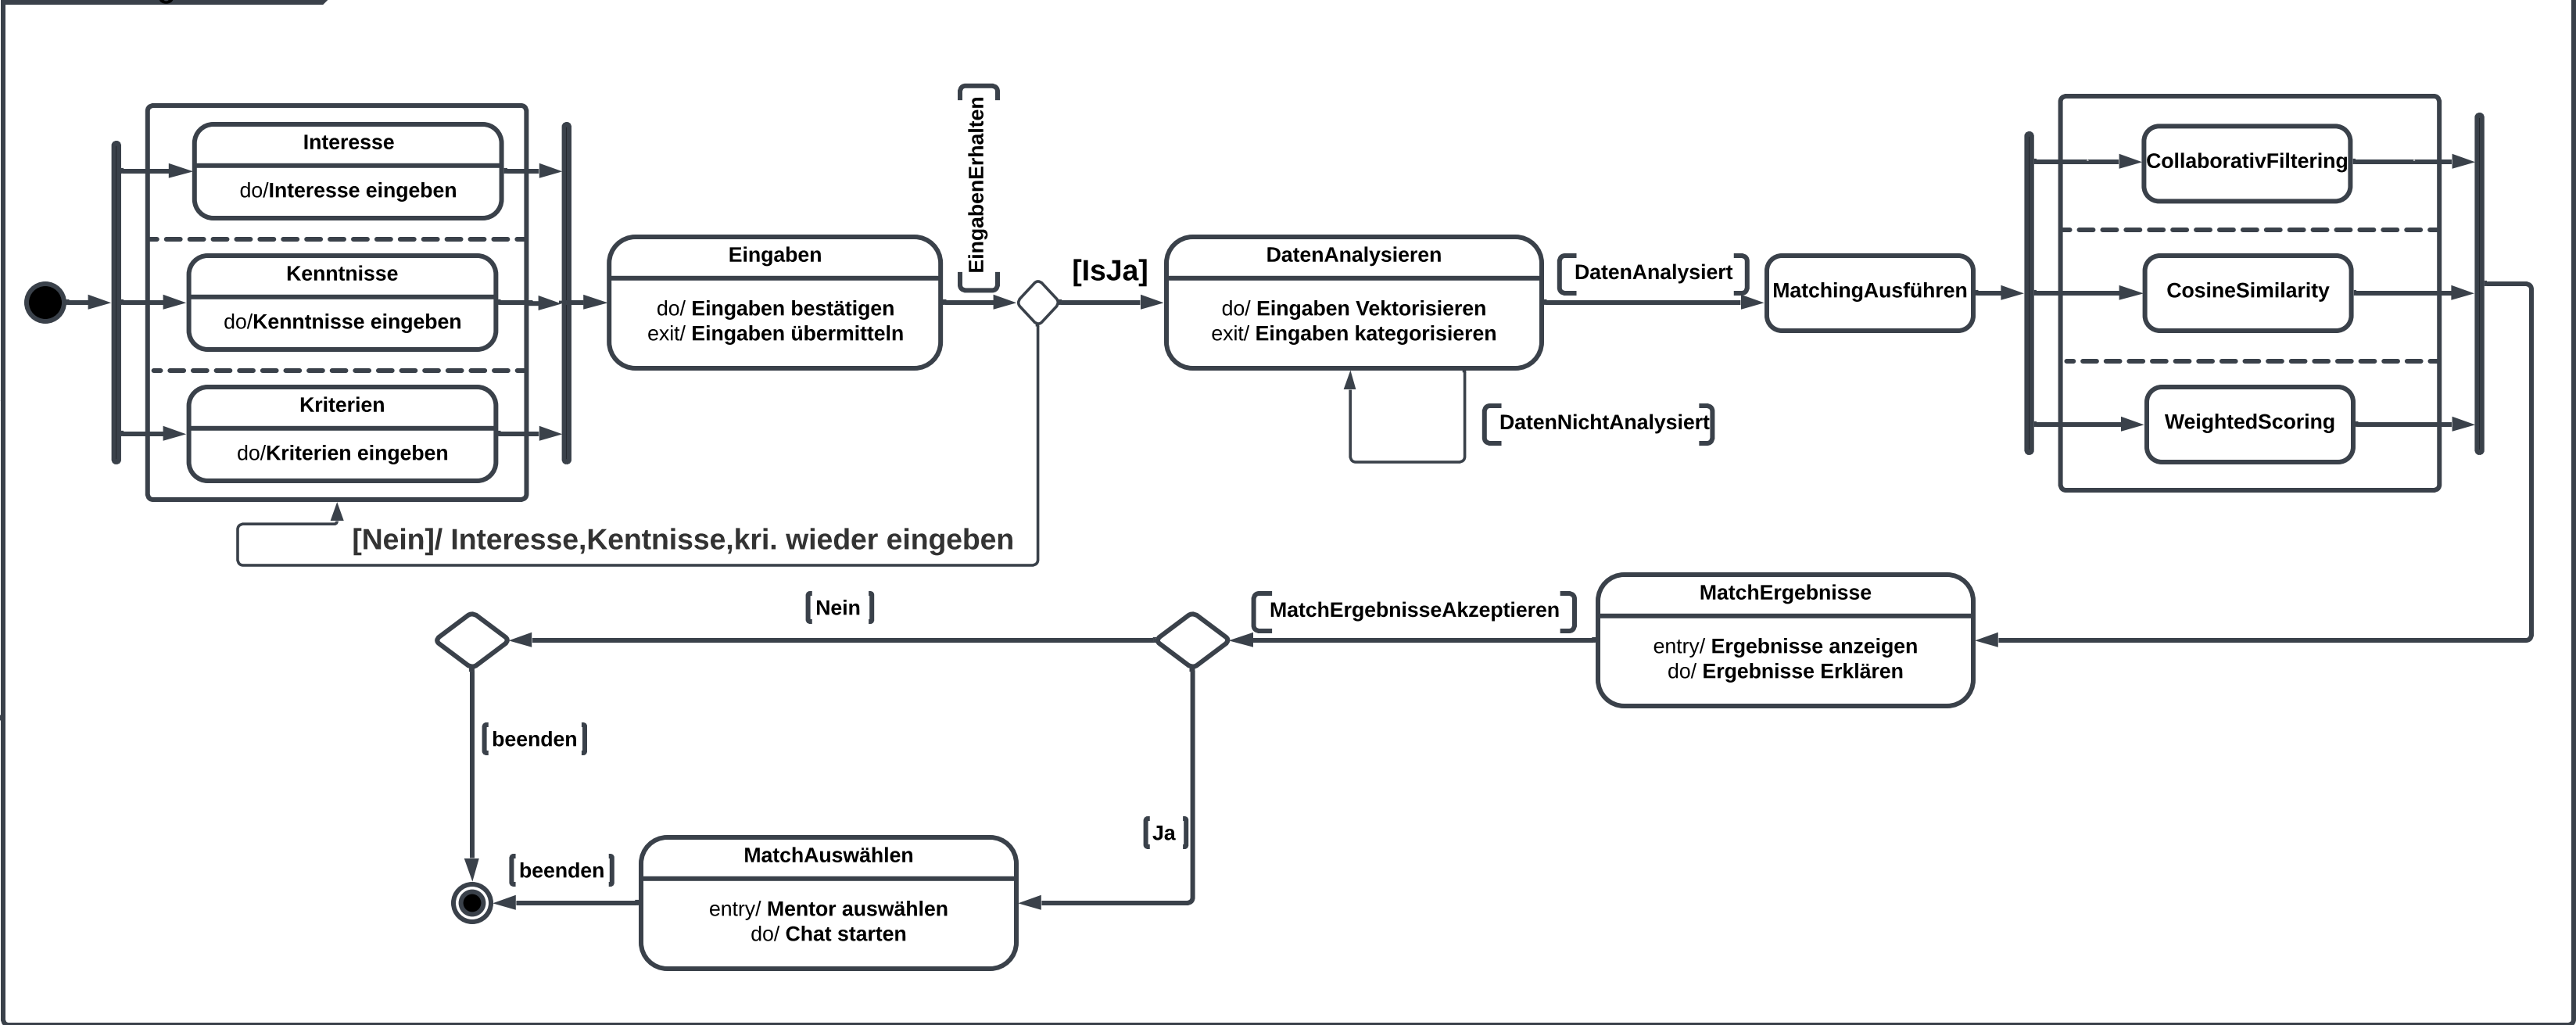 Interesse
do/Interesse eingeben
Kenntnisse
do/Kenntnisse eingeben
Kriterien
do/Kriterien eingeben
[Nein]/ Interesse,Kentnisse,kri. wieder eingeben
Eingaben
do/ Eingaben bestätigen
exit/ Eingaben übermitteln
[EingabenErhalten]
[IsJa]
DatenAnalysieren
do/ Eingaben Vektorisieren
exit/ Eingaben kategorisieren
[DatenAnalysiert]
[DatenNichtAnalysiert]
MatchingAusführen
CollaborativFiltering
CosineSimilarity
WeightedScoring
MatchErgebnisse
entry/ Ergebnisse anzeigen
do/ Ergebnisse Erklären
[MatchErgebnisseAkzeptieren]
[Nein]
[beenden]
[Ja]
MatchAuswählen
entry/ Mentor auswählen
do/ Chat starten
[beenden]